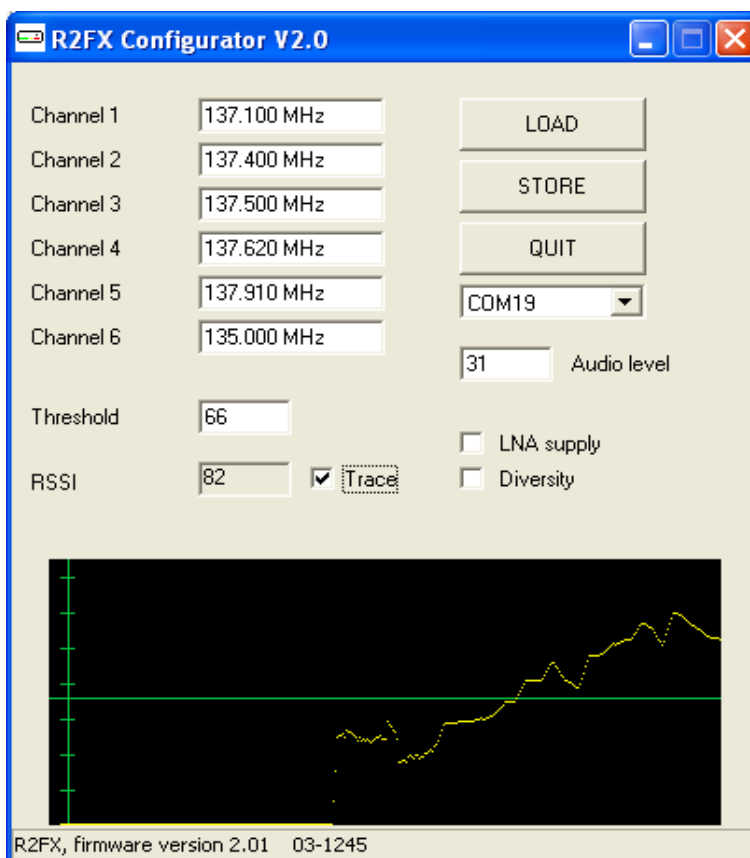 R2FX Configurator V2.0
Channel 1 137.100 MHz LOAD
Channel 2 137.400 MHz
Channel 3 137.500 MHz STORE
Channel 4 137.620 MHz QUIT
Channel 5 137.910 MHz COM19
Channel 6 135.000 MHz
31 Audio level
Threshold 66
LNA supply
RSSI 82 Trace Diversity
R2FX, firmware version 2.01 03-1245